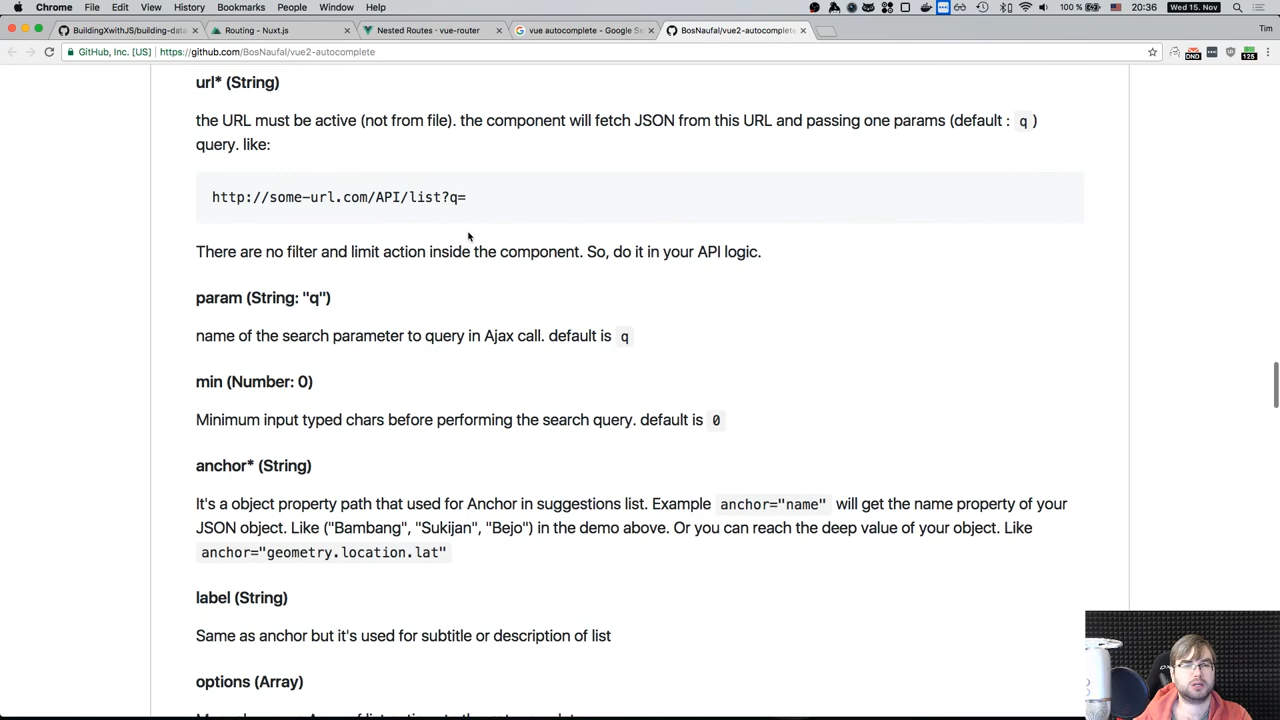 Chrome File Edit View History Bookmarks People Window Help 100 % Wed 15. Nov 20:36
BuildingXwithJS/building-data Routing - Nuxt.js Nested Routes - vue-router vue autocomplete - Google Se BosNaufal/vue2-autocomplete Tim
GitHub, Inc. [US] https://github.com/BosNaufal/vue2-autocomplete DND 125
url* (String)
the URL must be active (not from file). the component will fetch JSON from this URL and passing one params (default : q )
query. like:
http://some-url.com/API/list?q=
There are no filter and limit action inside the component. So, do it in your API logic.
param (String: "q")
name of the search parameter to query in Ajax call. default is q
min (Number: 0)
Minimum input typed chars before performing the search query. default is 0
anchor* (String)
It's a object property path that used for Anchor in suggestions list. Example anchor="name" will get the name property of your
JSON object. Like ("Bambang", "Sukijan", "Bejo") in the demo above. Or you can reach the deep value of your object. Like
anchor="geometry.location.lat"
label (String)
Same as anchor but it's used for subtitle or description of list
options (Array)